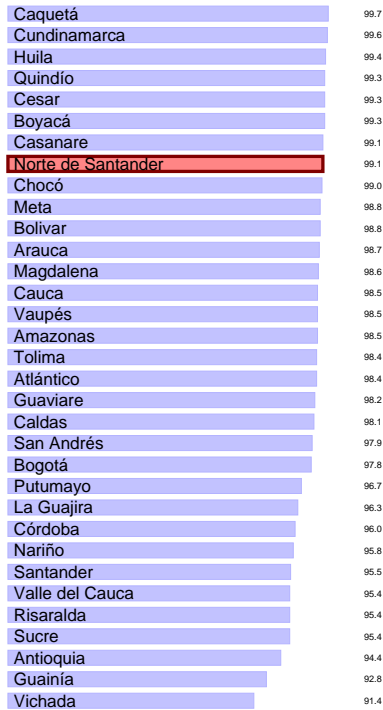 Caquetá 99.7
Cundinamarca 99.6
Huila 99.4
Quindío 99.3
Cesar 99.3
Boyacá 99.3
Casanare 99.1
Norte de Santander 99.1
Chocó 99.0
Meta 98.8
Bolivar 98.8
Arauca 98.7
Magdalena 98.6
Cauca 98.5
Vaupés 98.5
Amazonas 98.5
Tolima 98.4
Atlántico 98.4
Guaviare 98.2
Caldas 98.1
San Andrés 97.9
Bogotá 97.8
Putumayo 96.7
La Guajira 96.3
Córdoba 96.0
Nariño 95.8
Santander 95.5
Valle del Cauca 95.4
Risaralda 95.4
Sucre 95.4
Antioquia 94.4
Guainía 92.8
Vichada 91.4